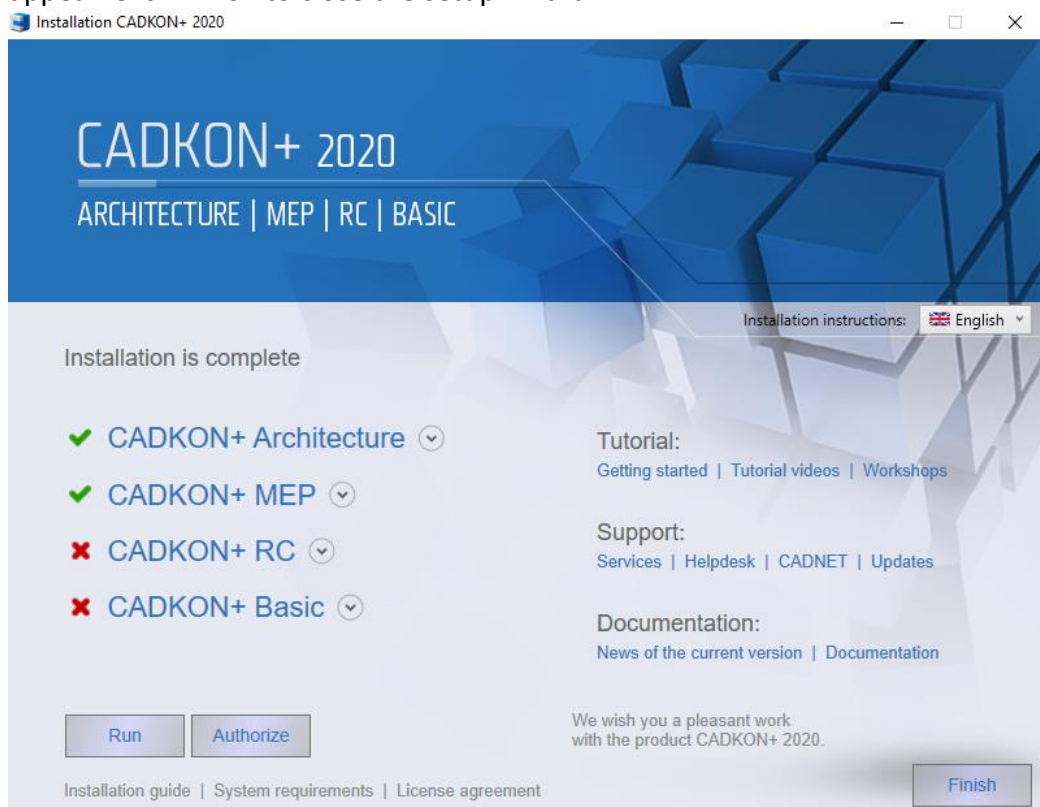 Installation CADKON+ 2020
CADKON+ 2020
ARCHITECTURE | MEP | RC | BASIC
Installation instructions: English
Installation is complete
CADKON+ Architecture
CADKON+ MEP
CADKON+ RC
CADKON+ Basic
Tutorial:
Getting started | Tutorial videos | Workshops
Support:
Services | Helpdesk | CADNET | Updates
Documentation:
News of the current version | Documentation
Run
Authorize
We wish you a pleasant work
with the product CADKON+ 2020.
Installation guide | System requirements | License agreement
Finish